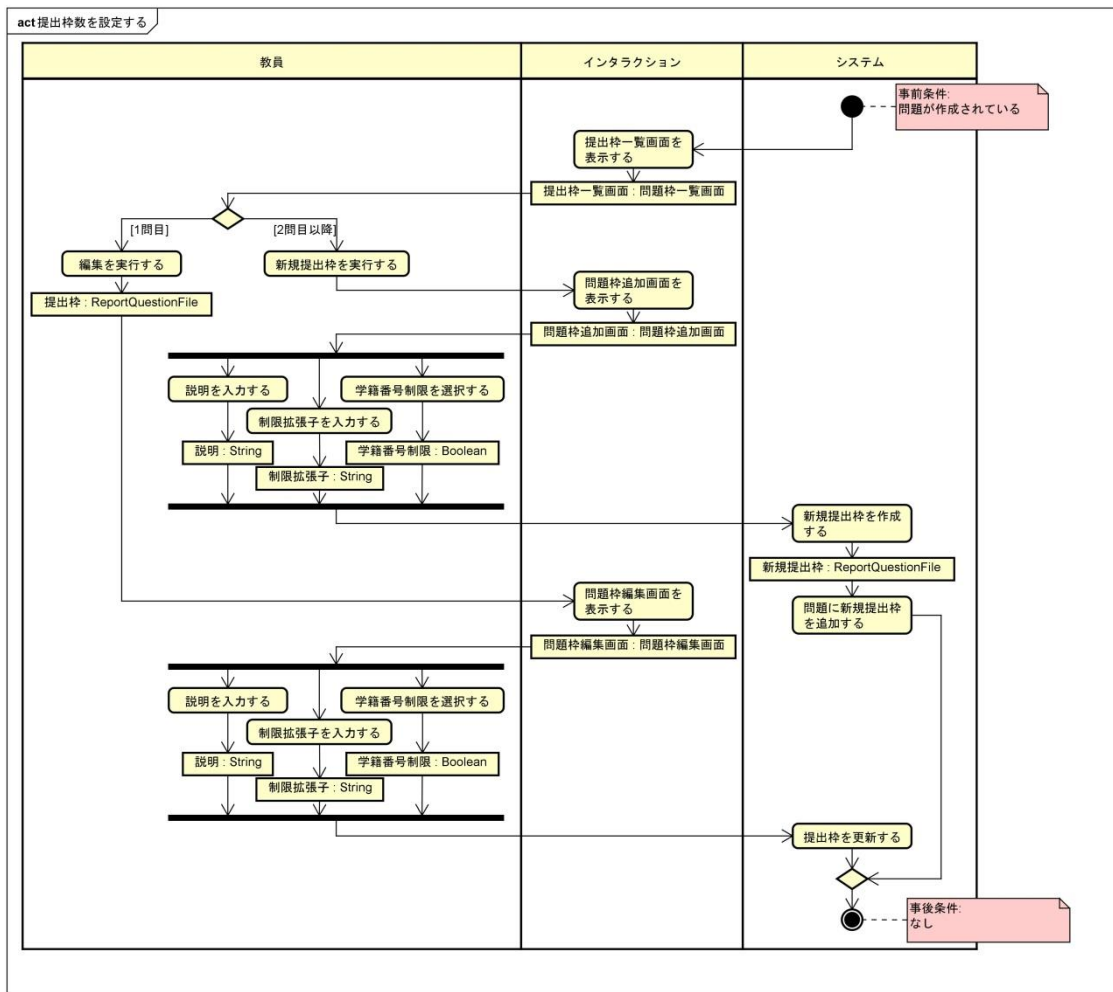 act 提出枠数を設定する
教員
インタラクション
システム
事前条件:
問題が作成されている
提出枠一覧画面を
表示する
提出枠一覧画面 : 問題枠一覧画面
[1問目]
[2問目以降]
編集を実行する
新規提出枠を実行する
提出枠 : ReportQuestionFile
問題枠追加画面を
表示する
問題枠追加画面 : 問題枠追加画面
説明を入力する
学籍番号制限を選択する
制限拡張子を入力する
説明 : String
学籍番号制限 : Boolean
制限拡張子 : String
新規提出枠を作成
する
新規提出枠 : ReportQuestionFile
問題枠編集画面を
表示する
問題に新規提出枠
を追加する
問題枠編集画面 : 問題枠編集画面
説明を入力する
学籍番号制限を選択する
制限拡張子を入力する
説明 : String
学籍番号制限 : Boolean
制限拡張子 : String
提出枠を更新する
事後条件:
なし